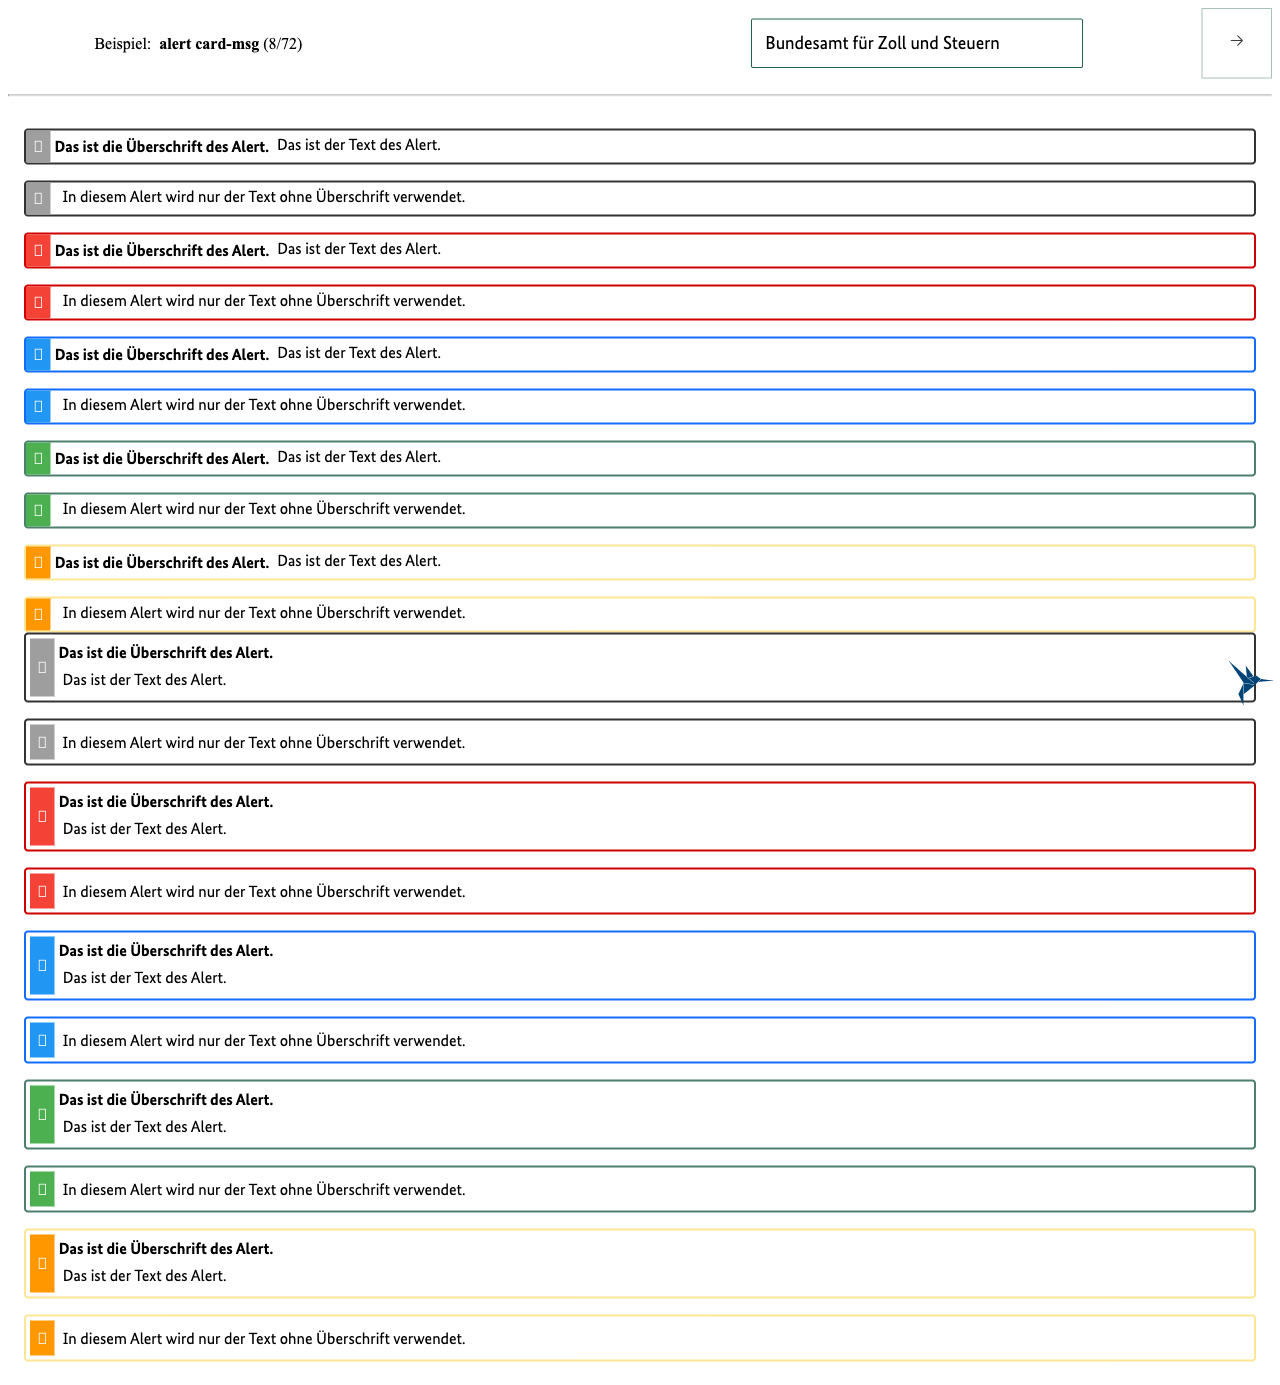 Beispiel: alert card-msg (8/72)
Bundesamt für Zoll und Steuern
→
Das ist die Überschrift des Alert. Das ist der Text des Alert.
In diesem Alert wird nur der Text ohne Überschrift verwendet.
Das ist die Überschrift des Alert. Das ist der Text des Alert.
In diesem Alert wird nur der Text ohne Überschrift verwendet.
Das ist die Überschrift des Alert. Das ist der Text des Alert.
In diesem Alert wird nur der Text ohne Überschrift verwendet.
Das ist die Überschrift des Alert. Das ist der Text des Alert.
In diesem Alert wird nur der Text ohne Überschrift verwendet.
Das ist die Überschrift des Alert. Das ist der Text des Alert.
In diesem Alert wird nur der Text ohne Überschrift verwendet.
Das ist die Überschrift des Alert.
Das ist der Text des Alert.
In diesem Alert wird nur der Text ohne Überschrift verwendet.
Das ist die Überschrift des Alert.
Das ist der Text des Alert.
In diesem Alert wird nur der Text ohne Überschrift verwendet.
Das ist die Überschrift des Alert.
Das ist der Text des Alert.
In diesem Alert wird nur der Text ohne Überschrift verwendet.
Das ist die Überschrift des Alert.
Das ist der Text des Alert.
In diesem Alert wird nur der Text ohne Überschrift verwendet.
Das ist die Überschrift des Alert.
Das ist der Text des Alert.
In diesem Alert wird nur der Text ohne Überschrift verwendet.